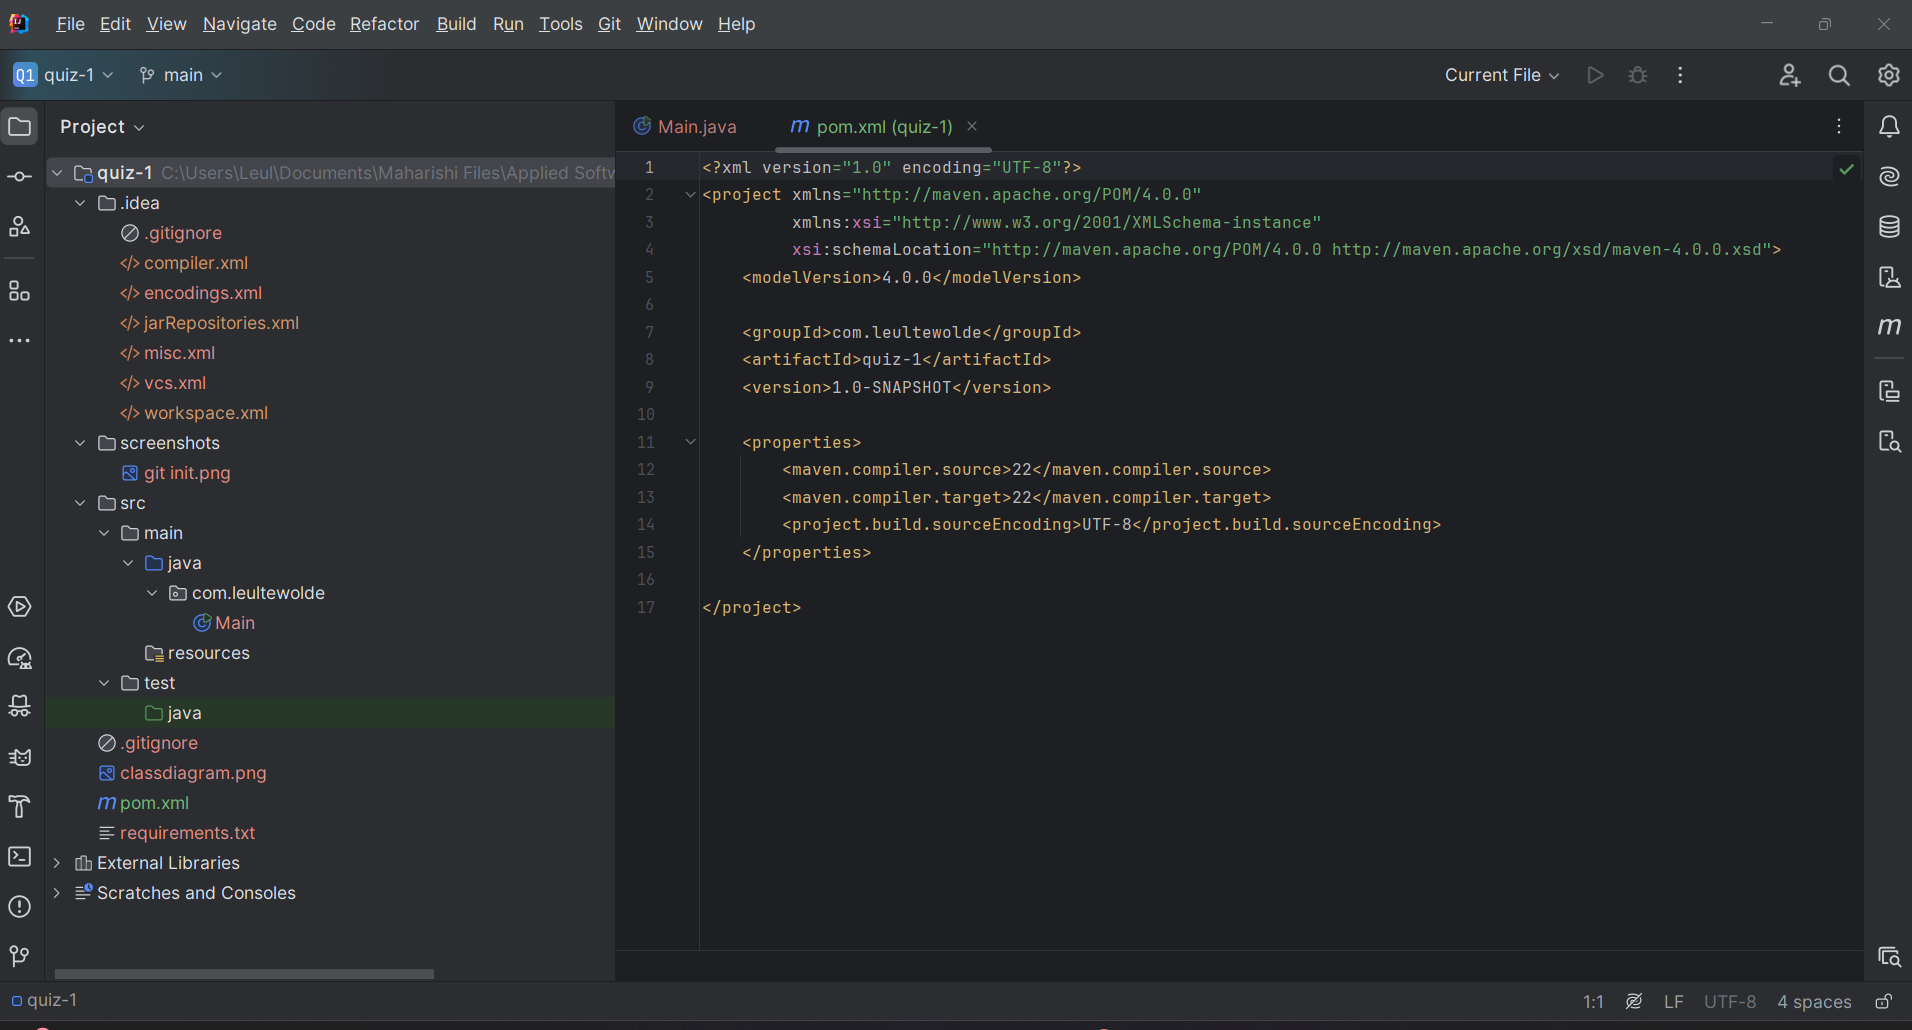 File Edit View Navigate Code Refactor Build Run Tools Git Window Help
Q1 quiz-1 main Current File
Project
Main.java pom.xml (quiz-1)
quiz-1 C:\Users\Leul\Documents\Maharishi Files\Applied Softw
.idea
.gitignore
compiler.xml
encodings.xml
jarRepositories.xml
misc.xml
vcs.xml
workspace.xml
screenshots
git init.png
src
main
java
com.leultewolde
Main
resources
test
java
.gitignore
classdiagram.png
pom.xml
requirements.txt
External Libraries
Scratches and Consoles
1 <?xml version="1.0" encoding="UTF-8"?>
2 <project xmlns="http://maven.apache.org/POM/4.0.0"
3 xmlns:xsi="http://www.w3.org/2001/XMLSchema-instance"
4 xsi:schemaLocation="http://maven.apache.org/POM/4.0.0 http://maven.apache.org/xsd/maven-4.0.0.xsd">
5 <modelVersion>4.0.0</modelVersion>
6
7 <groupId>com.leultewolde</groupId>
8 <artifactId>quiz-1</artifactId>
9 <version>1.0-SNAPSHOT</version>
10
11 <properties>
12 <maven.compiler.source>22</maven.compiler.source>
13 <maven.compiler.target>22</maven.compiler.target>
14 <project.build.sourceEncoding>UTF-8</project.build.sourceEncoding>
15 </properties>
16
17 </project>
quiz-1 1:1 LF UTF-8 4 spaces